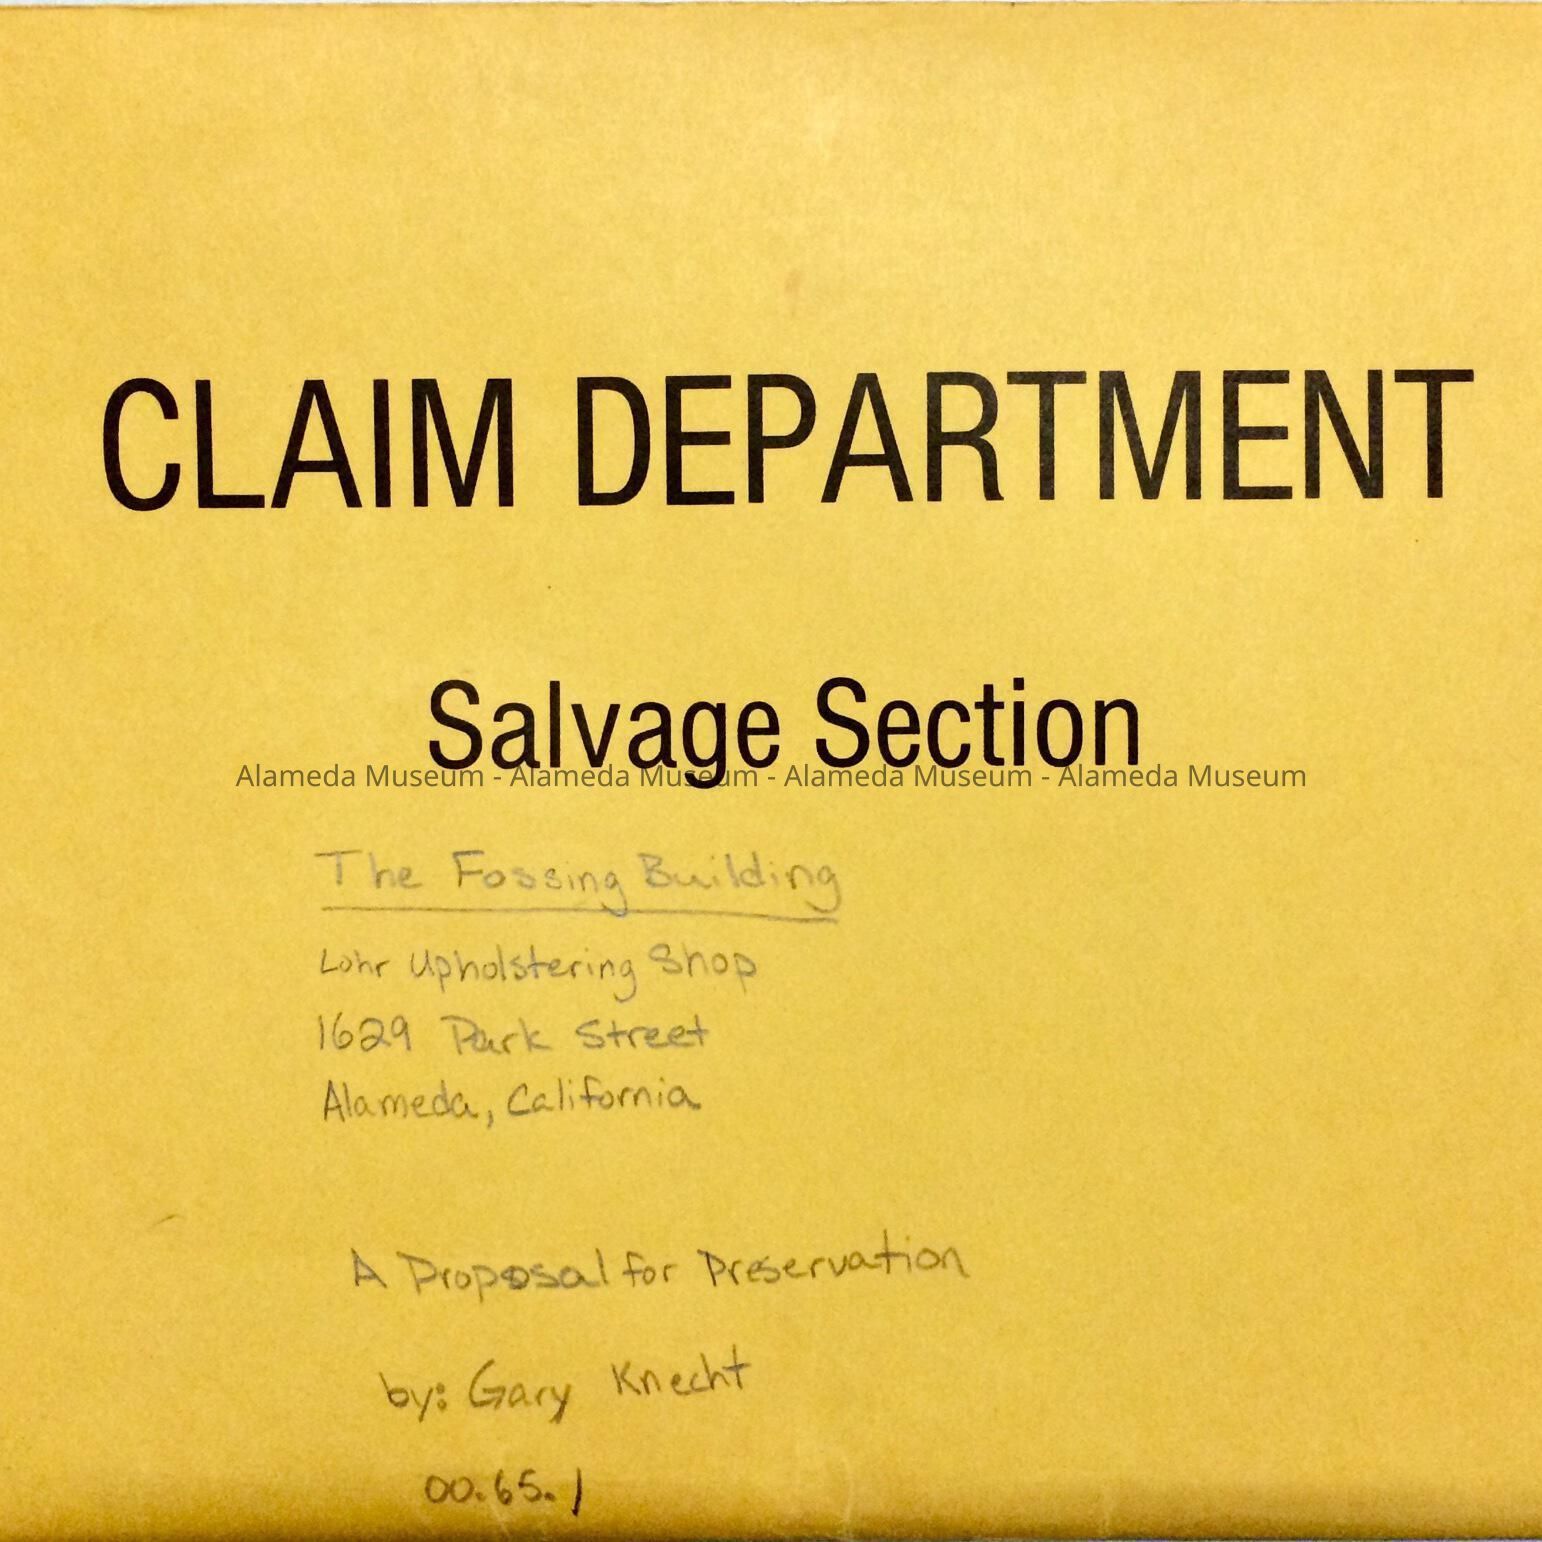 CLAIM DEPARTMENT
Salvage Section
Alameda Museum - Alameda Museum - Alameda Museum - Alameda Museum
The Fossing Building
Lohr Upholstering Shop
1629 Park Street
Alameda, California
A Proposal for Preservation
by: Gary Knecht
00.65.1